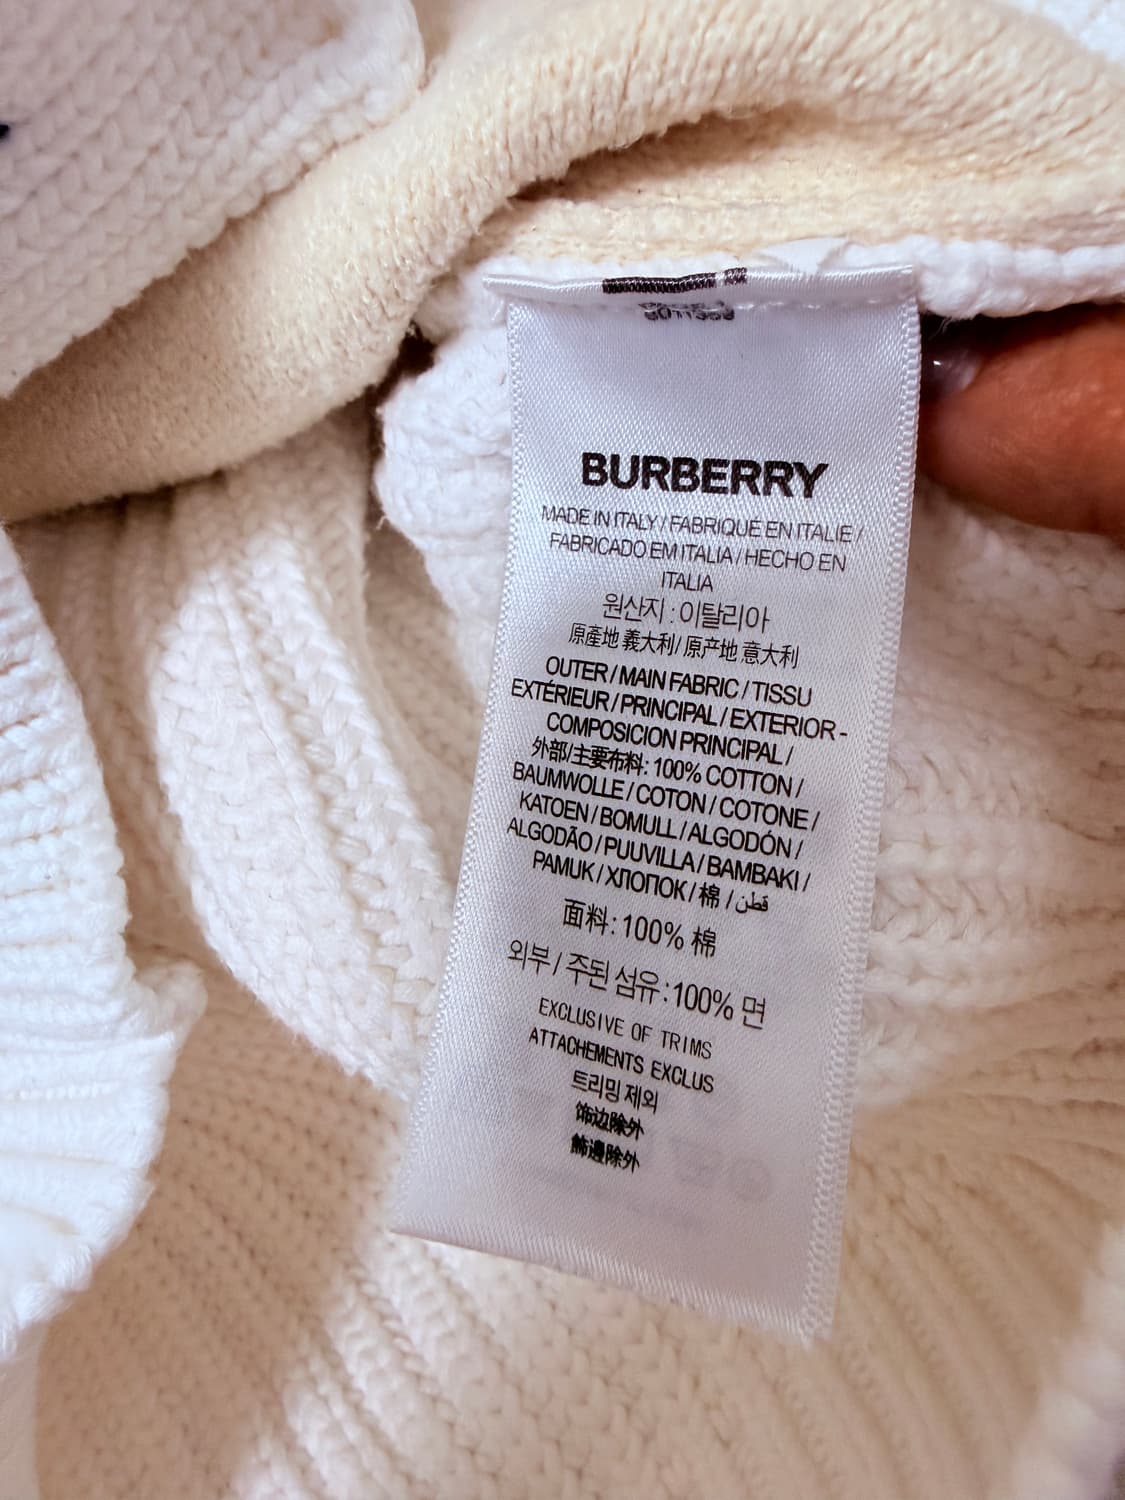 BURBERRY
MADE IN ITALY / FABRIQUE EN ITALIE /
FABRICADO EM ITALIA / HECHO EN
ITALIA
원산지 : 이탈리아
原產地 義大利/ 原产地 意大利
OUTER / MAIN FABRIC / TISSU
EXTÉRIEUR / PRINCIPAL / EXTERIOR -
COMPOSICION PRINCIPAL /
外部/主要布料: 100% COTTON /
BAUMWOLLE / COTON / COTONE /
KATOEN / BOMULL / ALGODÓN /
ALGODÃO / PUUVILLA / BAMBAKI /
PAMUK / ХЛОПОК / 棉 / قطن
面料: 100% 棉
외부 / 주된 섬유 :100% 면
EXCLUSIVE OF TRIMS
ATTACHEMENTS EXCLUS
트리밍 제외
饰边除外
飾邊除外